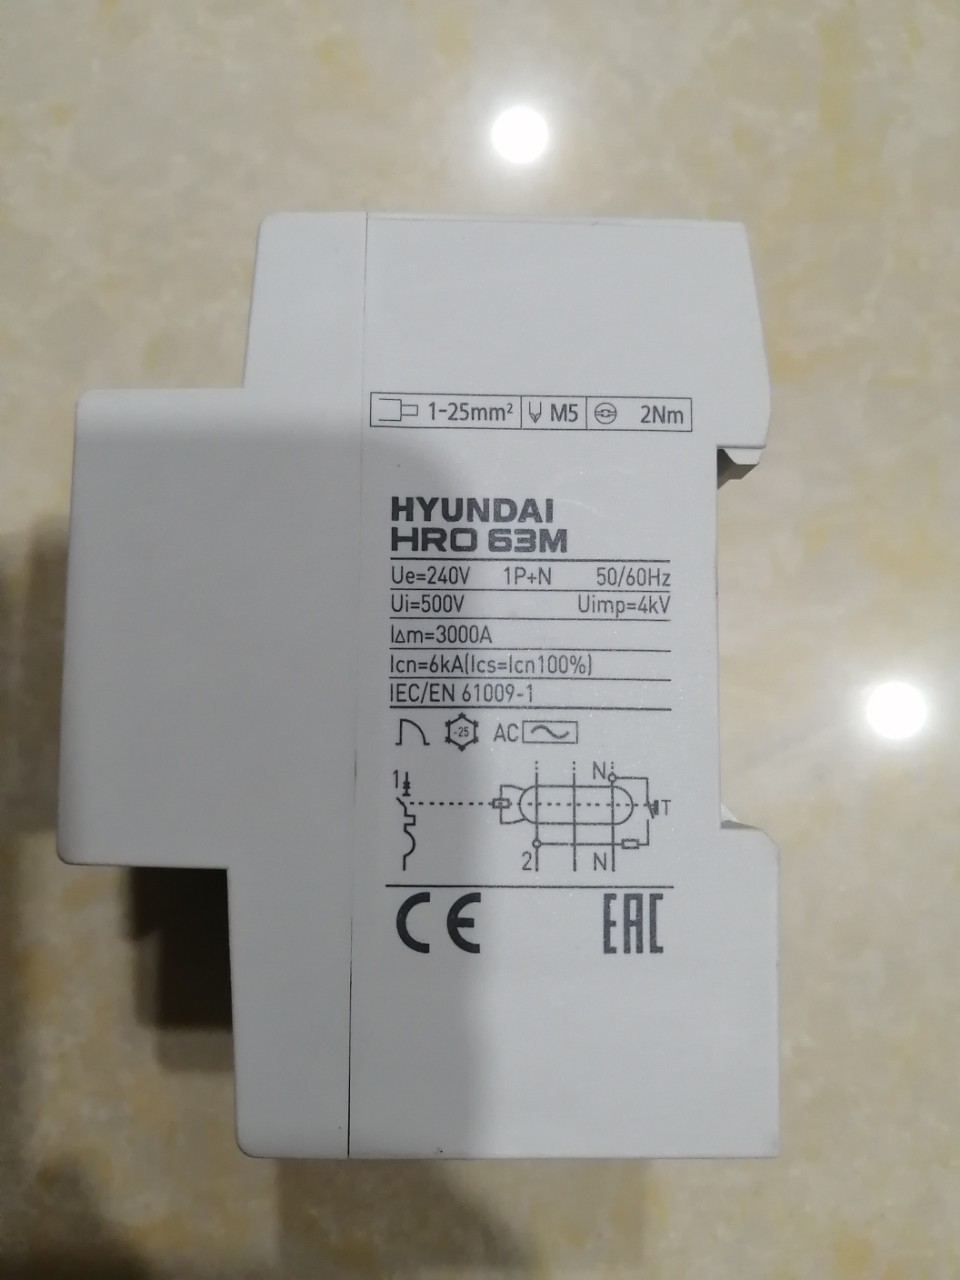 1-25mm² M5 2Nm
HYUNDAI
HRO 63M
Ue=240V 1P+N 50/60Hz
Ui=500V Uimp=4kV
I∆m=3000A
Icn=6kA(Ics=Icn100%)
IEC/EN 61009-1
-25 AC
1 N
T
2 N
CE EAC